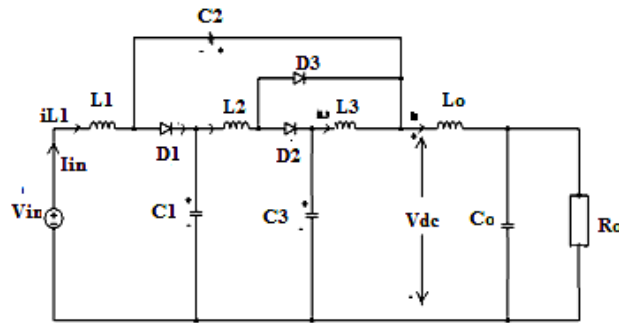 C2
- +
D3
iL1
L1
L2
L3
Lo
Iin
D1
D2
+
+
+
+
Vin
C1
C3
Vdc
Co
Ro
-
-
-